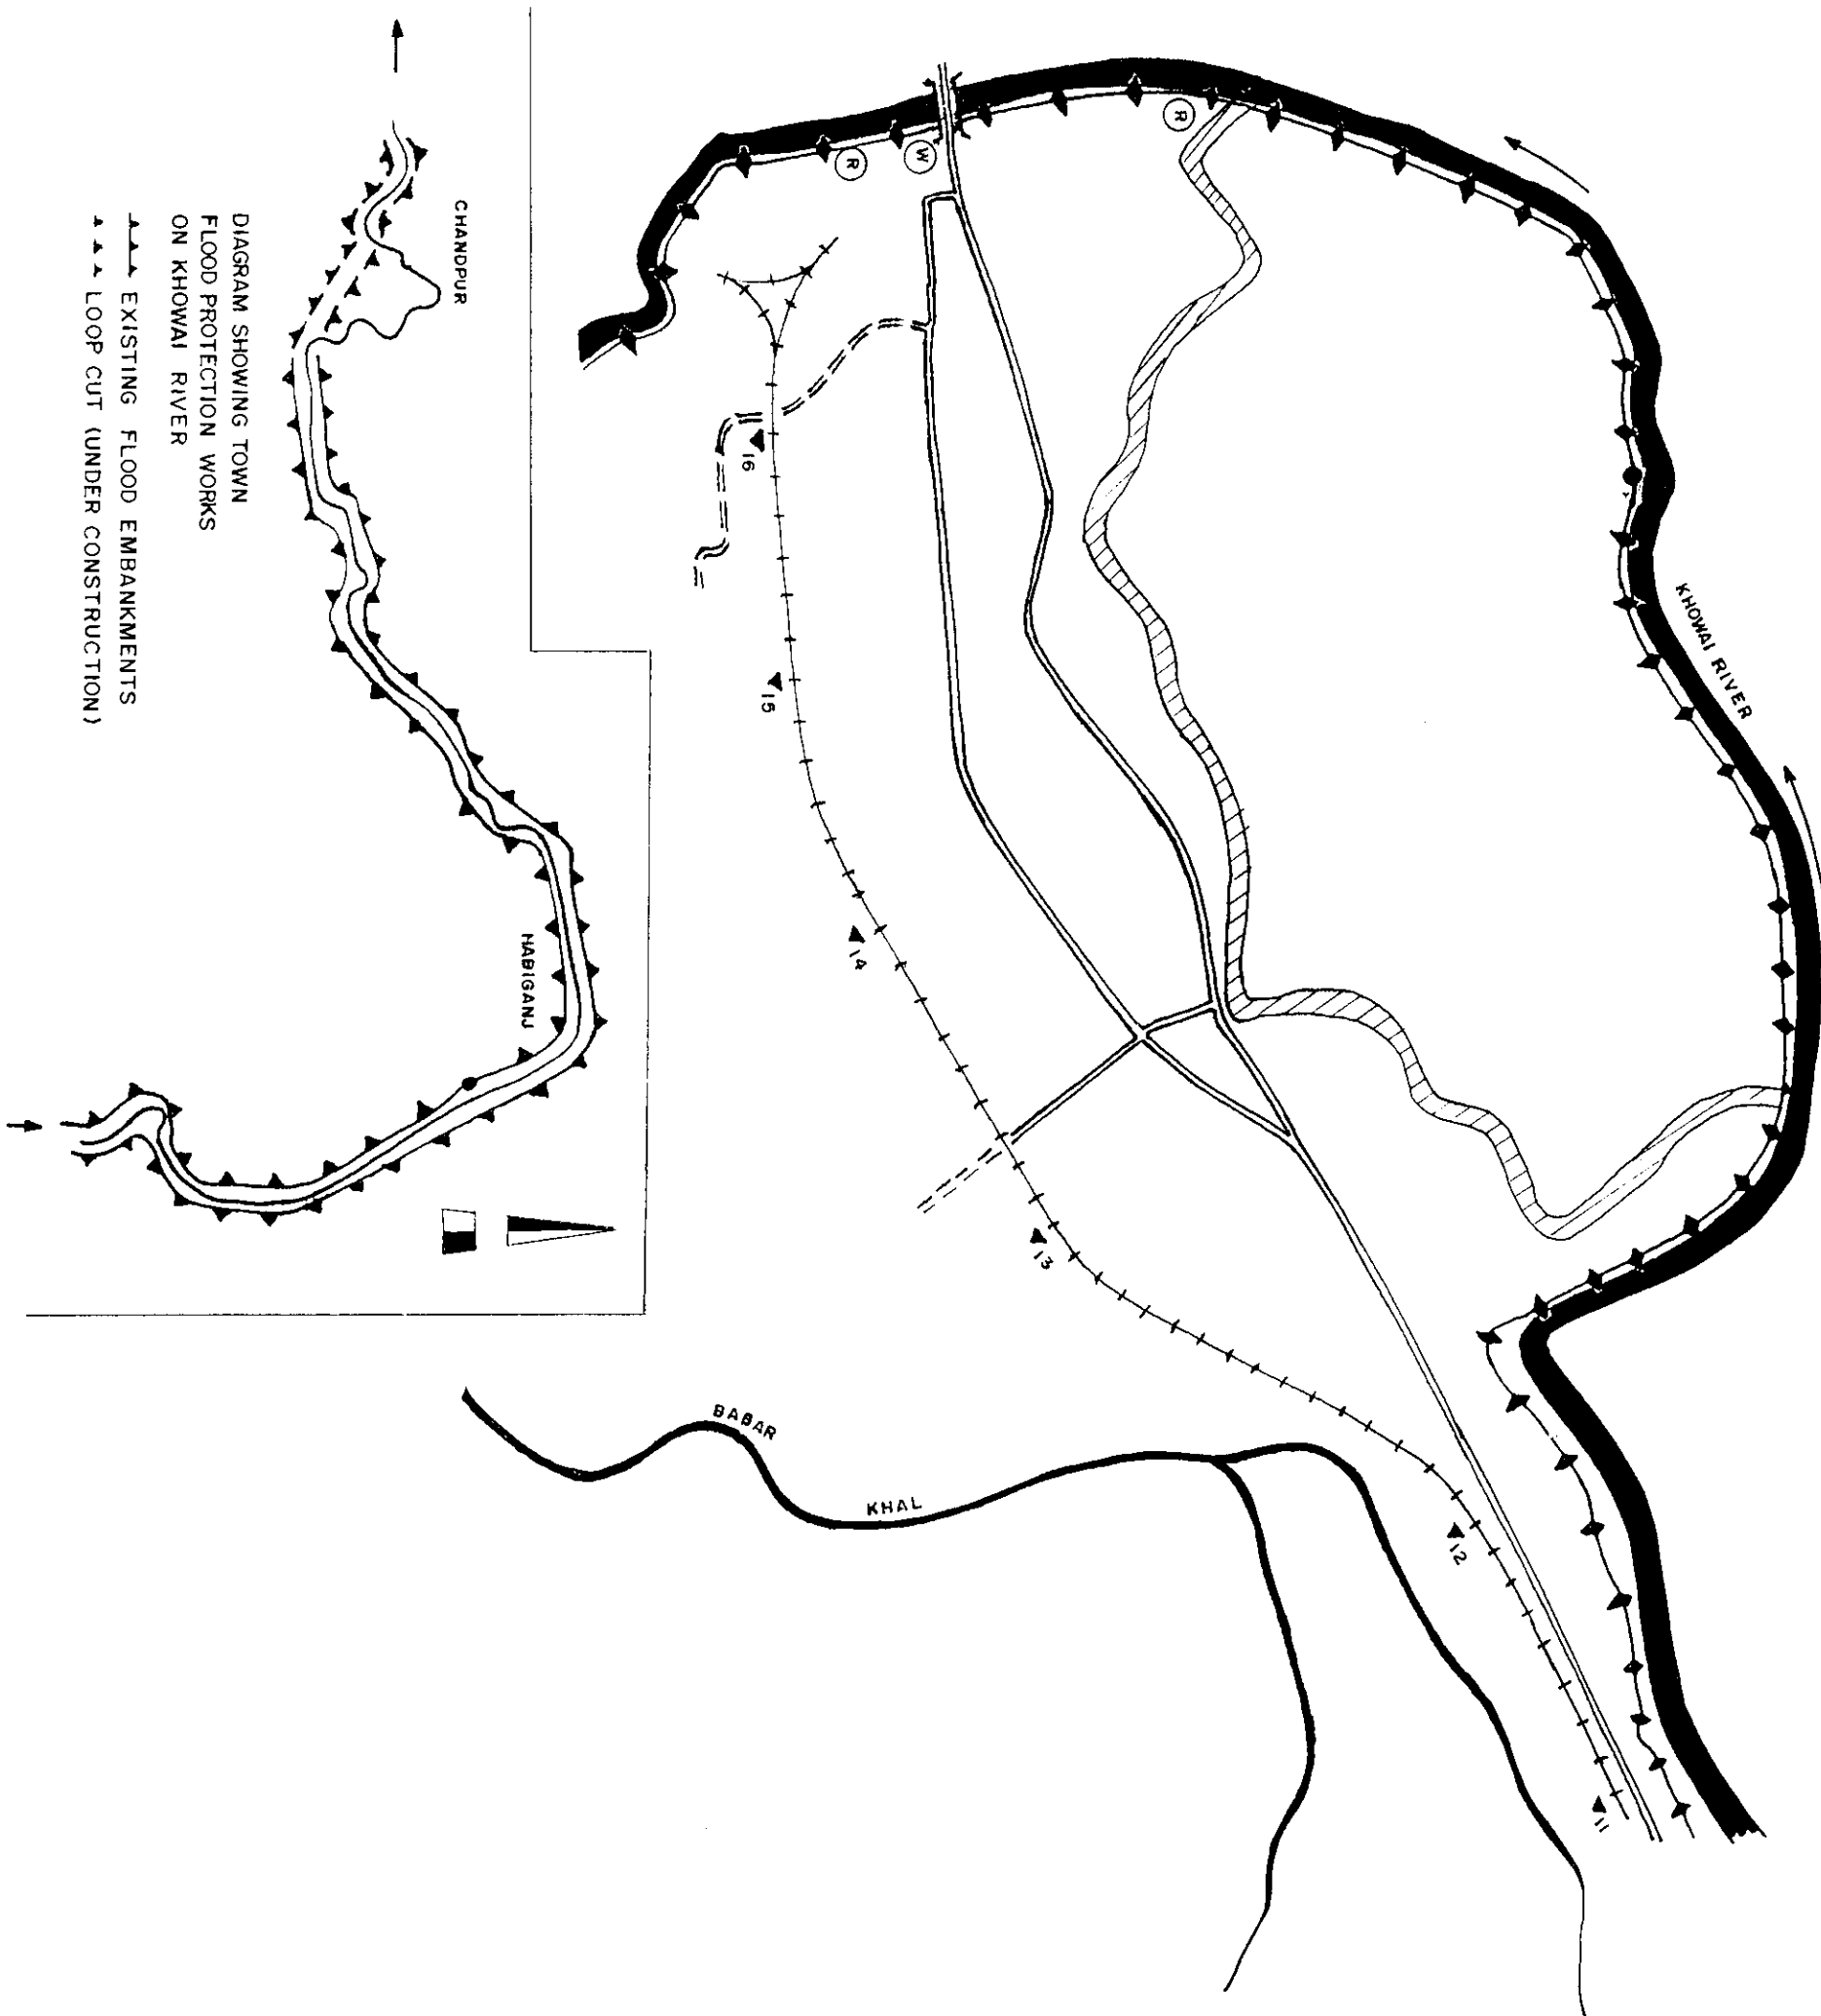 KHOWAI RIVER
R
W
R
16
15
14
13
12
11
BABAR
KHAL
CHANDPUR
HABIGANJ
DIAGRAM SHOWING TOWN
FLOOD PROTECTION WORKS
ON KHOWAI RIVER
EXISTING FLOOD EMBANKMENTS
LOOP CUT (UNDER CONSTRUCTION)